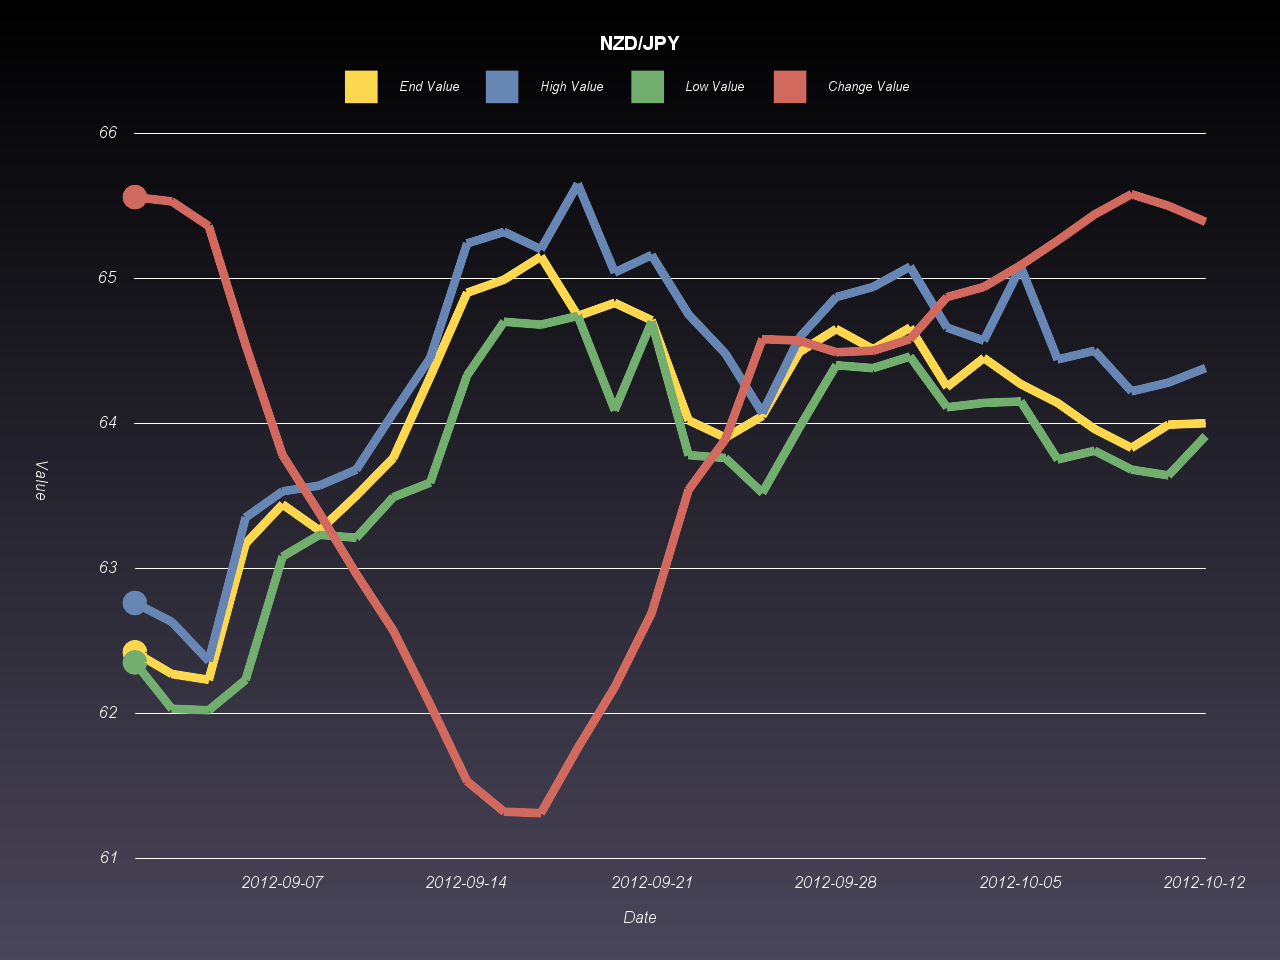 NZD/JPY
End Value High Value Low Value Change Value
66
65
64
63
62
61
Value
2012-09-07 2012-09-14 2012-09-21 2012-09-28 2012-10-05 2012-10-12
Date